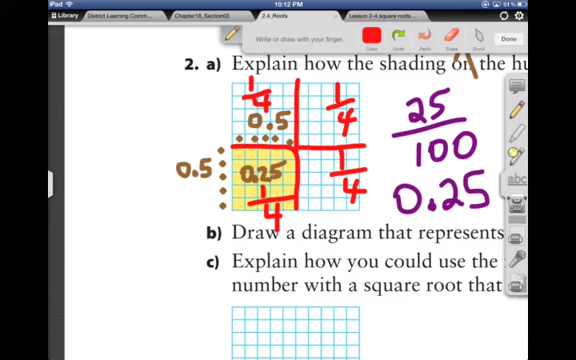 iPad 10:12 PM 51%
Library District Learning Comm... Chapter18_Section03 2.4_Roots Lesson 2-4 square roots
Write or draw with your finger. Color Undo Redo Erase Scroll Done
2. a) Explain how the shading on the hu
1/4 1/4
0.5
25/100
0.5 0.25 1/4
1/4
0.25
b) Draw a diagram that represents
c) Explain how you could use the
number with a square root that
abc